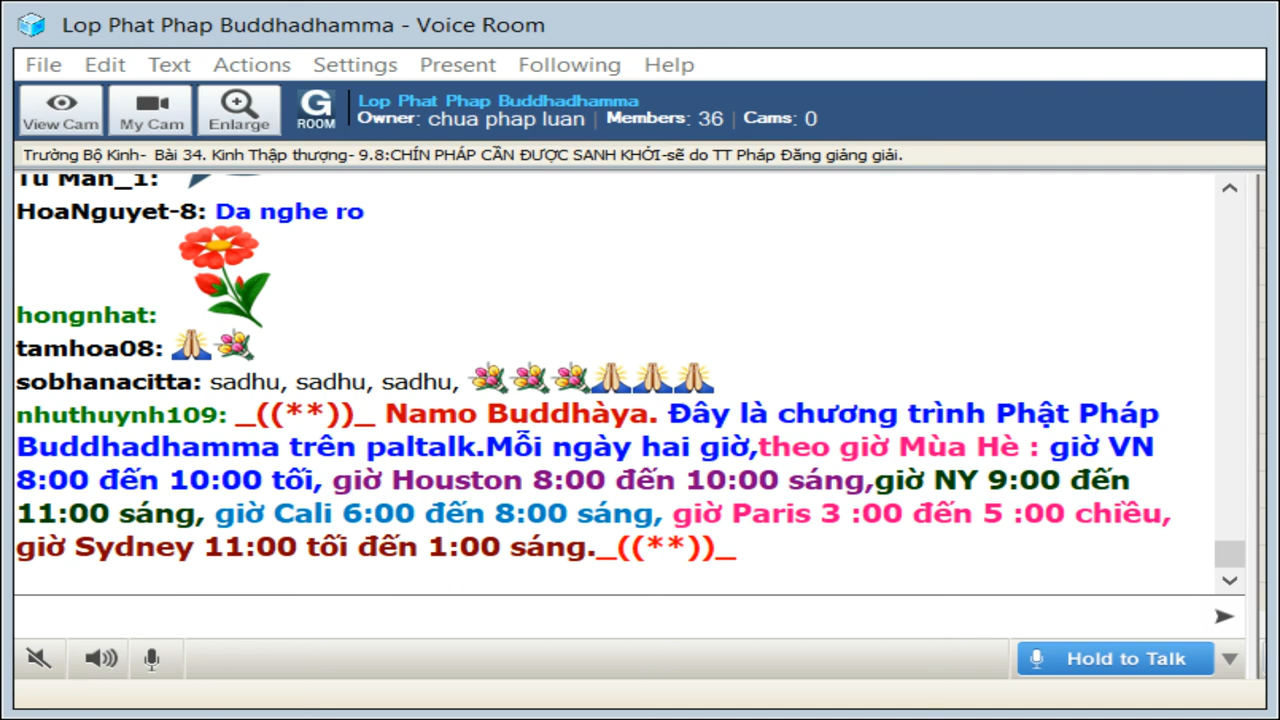 Lop Phat Phap Buddhadhamma - Voice Room
File Edit Text Actions Settings Present Following Help
View Cam My Cam Enlarge G ROOM
Lop Phat Phap Buddhadhamma
Owner: chua phap luan | Members: 36 | Cams: 0
Trường Bộ Kinh- Bài 34. Kinh Thập thượng- 9.8:CHÍN PHÁP CẦN ĐƯỢC SANH KHỞI-sẽ do TT Pháp Đăng giảng giải.
Tu Man_1:
HoaNguyet-8: Da nghe ro
hongnhat:
tamhoa08:
sobhanacitta: sadhu, sadhu, sadhu,
nhuthuynh109: _((**))_ Namo Buddhàya. Đây là chương trình Phật Pháp
Buddhadhamma trên paltalk.Mỗi ngày hai giờ,theo giờ Mùa Hè : giờ VN
8:00 đến 10:00 tối, giờ Houston 8:00 đến 10:00 sáng,giờ NY 9:00 đến
11:00 sáng, giờ Cali 6:00 đến 8:00 sáng, giờ Paris 3 :00 đến 5 :00 chiều,
giờ Sydney 11:00 tối đến 1:00 sáng._((**))_
Hold to Talk